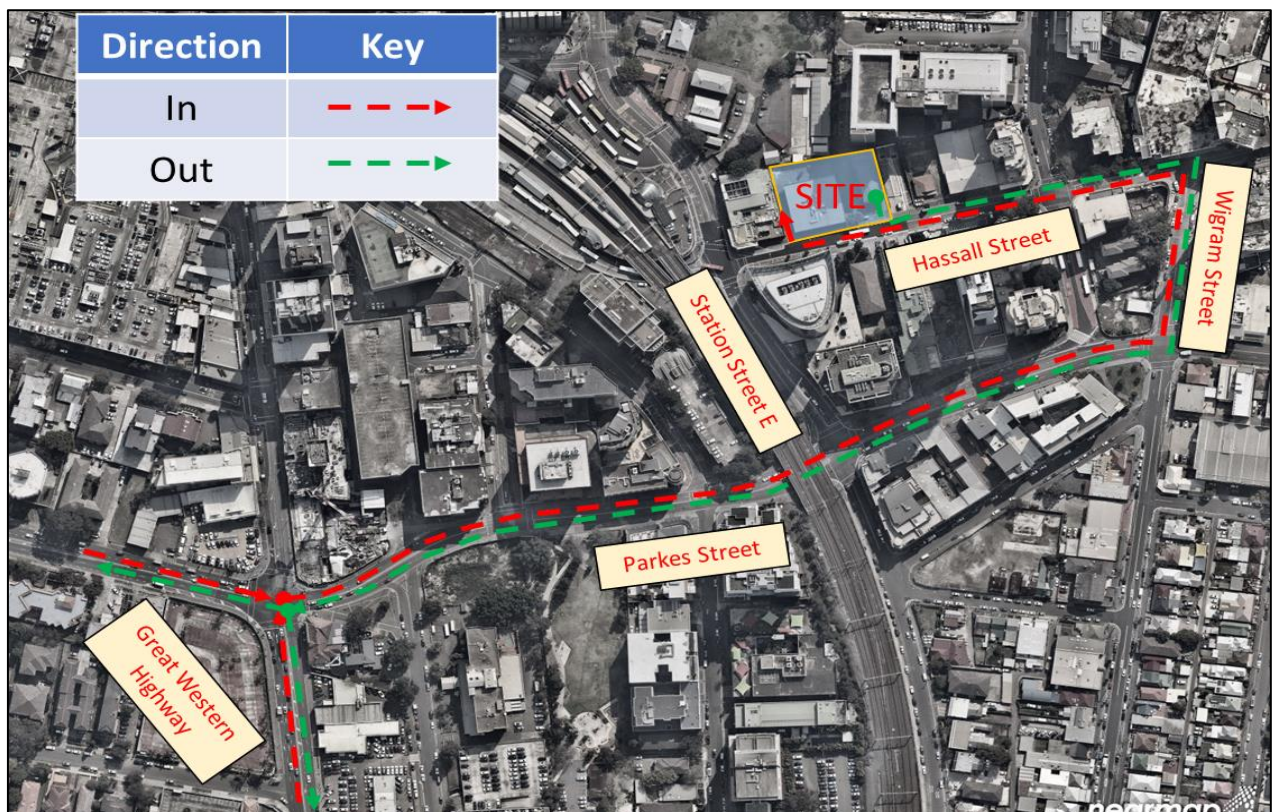 Direction Key
In
Out
SITE
Hassall Street
Wigram Street
Station Street E
Parkes Street
Great Western
Highway
nearmap